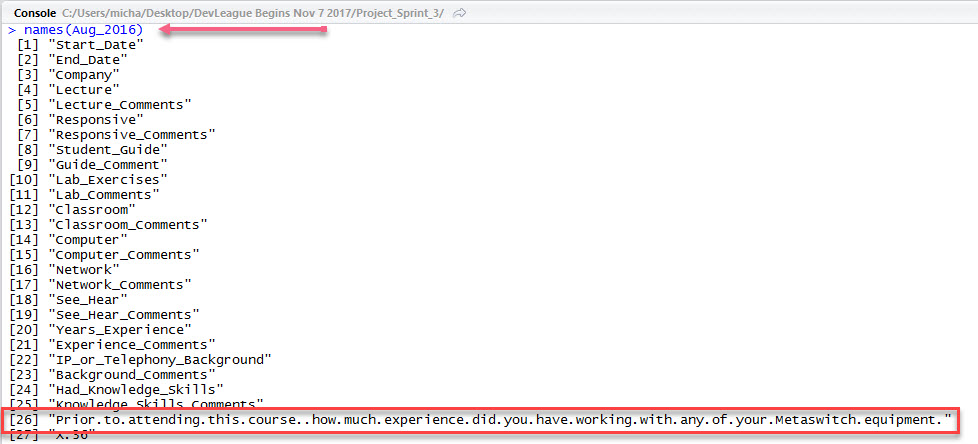 Console C:/Users/micha/Desktop/DevLeague Begins Nov 7 2017/Project_Sprint_3/
> names(Aug_2016)
[1] "Start_Date"
[2] "End_Date"
[3] "Company"
[4] "Lecture"
[5] "Lecture_Comments"
[6] "Responsive"
[7] "Responsive_Comments"
[8] "Student_Guide"
[9] "Guide_Comment"
[10] "Lab_Exercises"
[11] "Lab_Comments"
[12] "Classroom"
[13] "Classroom_Comments"
[14] "Computer"
[15] "Computer_Comments"
[16] "Network"
[17] "Network_Comments"
[18] "See_Hear"
[19] "See_Hear_Comments"
[20] "Years_Experience"
[21] "Experience_Comments"
[22] "IP_or_Telephony_Background"
[23] "Background_Comments"
[24] "Had_Knowledge_Skills"
[25] "Knowledge_Skills_Comments"
[26] "Prior.to.attending.this.course..how.much.experience.did.you.have.working.with.any.of.your.Metaswitch.equipment."
[27] "X.36"